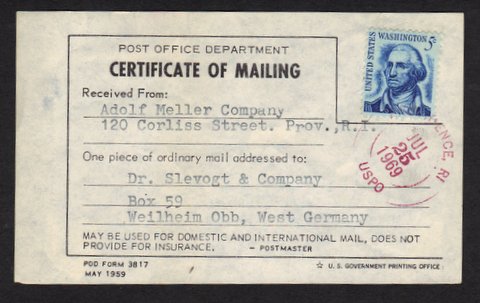 POST OFFICE DEPARTMENT
CERTIFICATE OF MAILING
UNITED STATES
WASHINGTON 5c
Received From:
Adolf Meller Company
120 Corliss Street. Prov.,R.I.
ENCE, RI
JUL
25
1969
USPO
One piece of ordinary mail addressed to:
Dr. Slevogt & Company
Box 59
Weilheim Obb, West Germany
MAY BE USED FOR DOMESTIC AND INTERNATIONAL MAIL, DOES NOT
PROVIDE FOR INSURANCE. – POSTMASTER
POD FORM 3817
MAY 1959
☆ U. S. GOVERNMENT PRINTING OFFICE :